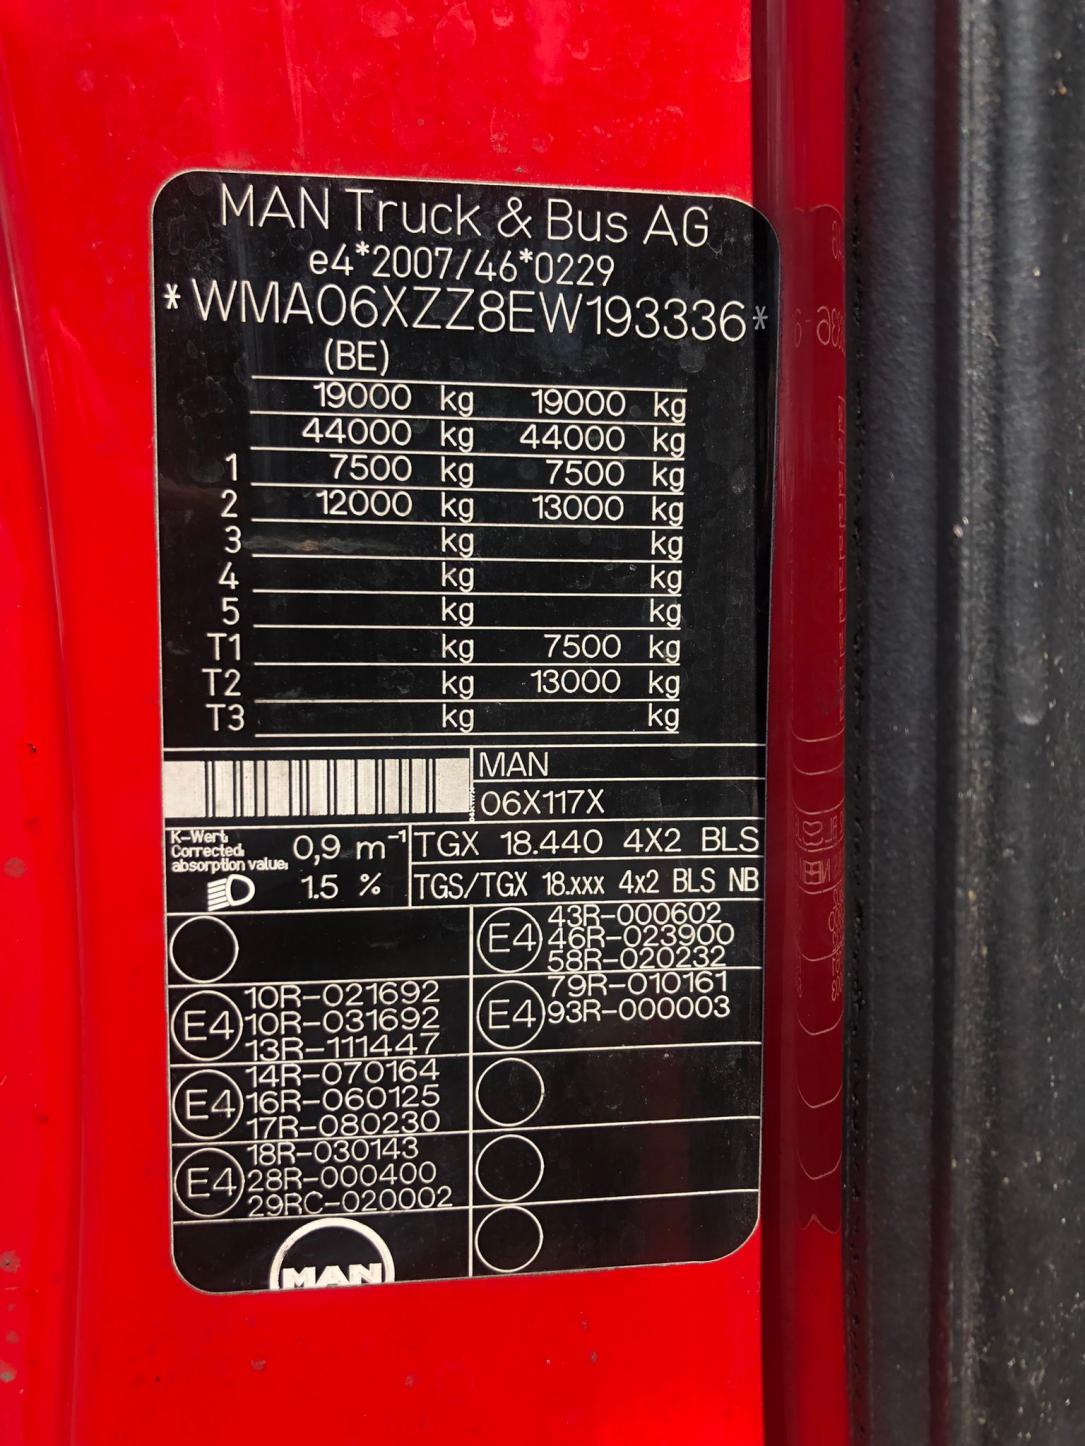 MAN Truck & Bus AG
e4*2007/46*0229
*WMA06XZZ8EW193336*
(BE)
19000 kg 19000 kg
44000 kg 44000 kg
1 7500 kg 7500 kg
2 12000 kg 13000 kg
3 kg kg
4 kg kg
5 kg kg
T1 kg 7500 kg
T2 kg 13000 kg
T3 kg kg
MAN
06X117X
K-Wert:
Corrected
absorption value:
0,9 m⁻¹
TGX 18.440 4X2 BLS
1.5 %
TGS/TGX 18.xxx 4x2 BLS NB
E4
43R-000602
46R-023900
58R-020232
E4
79R-010161
93R-000003
E4
10R-021692
10R-031692
13R-111447
E4
14R-070164
16R-060125
17R-080230
E4
18R-030143
28R-000400
29RC-020002
MAN